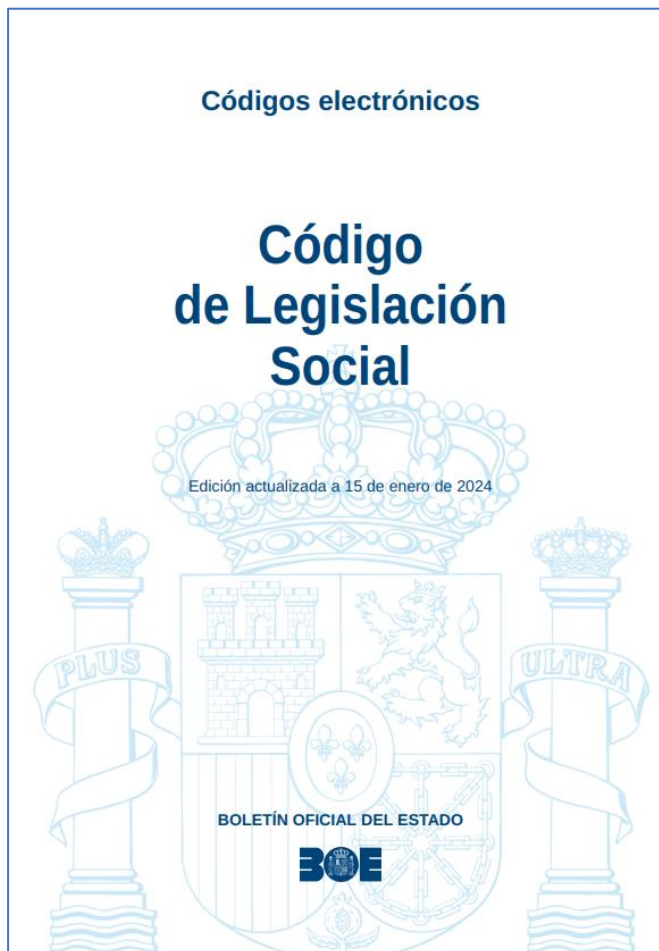 Códigos electrónicos
Código
de Legislación
Social
Edición actualizada a 15 de enero de 2024
PLUS
ULTRA
BOLETÍN OFICIAL DEL ESTADO
BOE